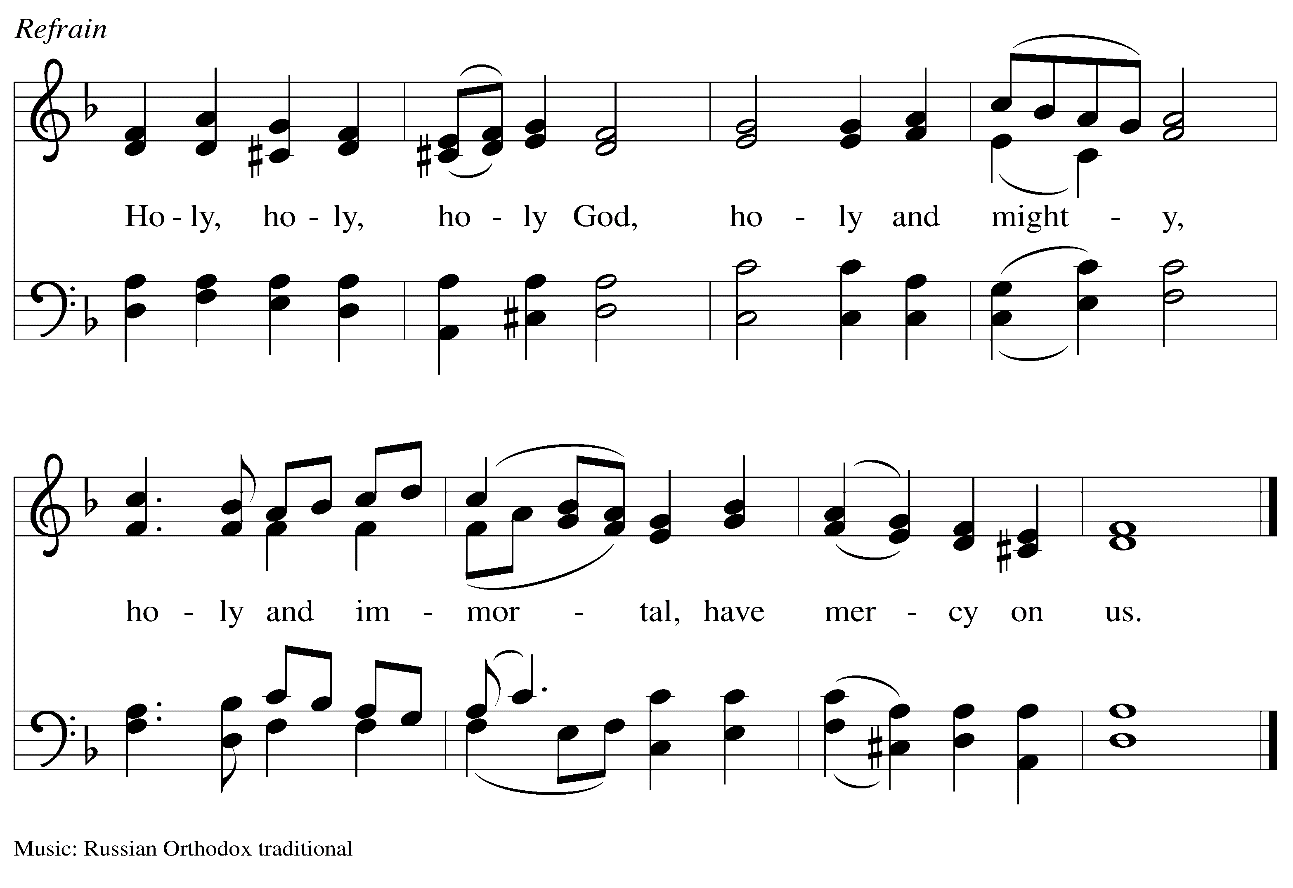 Refrain
Ho - ly, ho - ly, ho - ly God, ho - ly and might - y,
ho - ly and im - mor - tal, have mer - cy on us.
Music: Russian Orthodox traditional